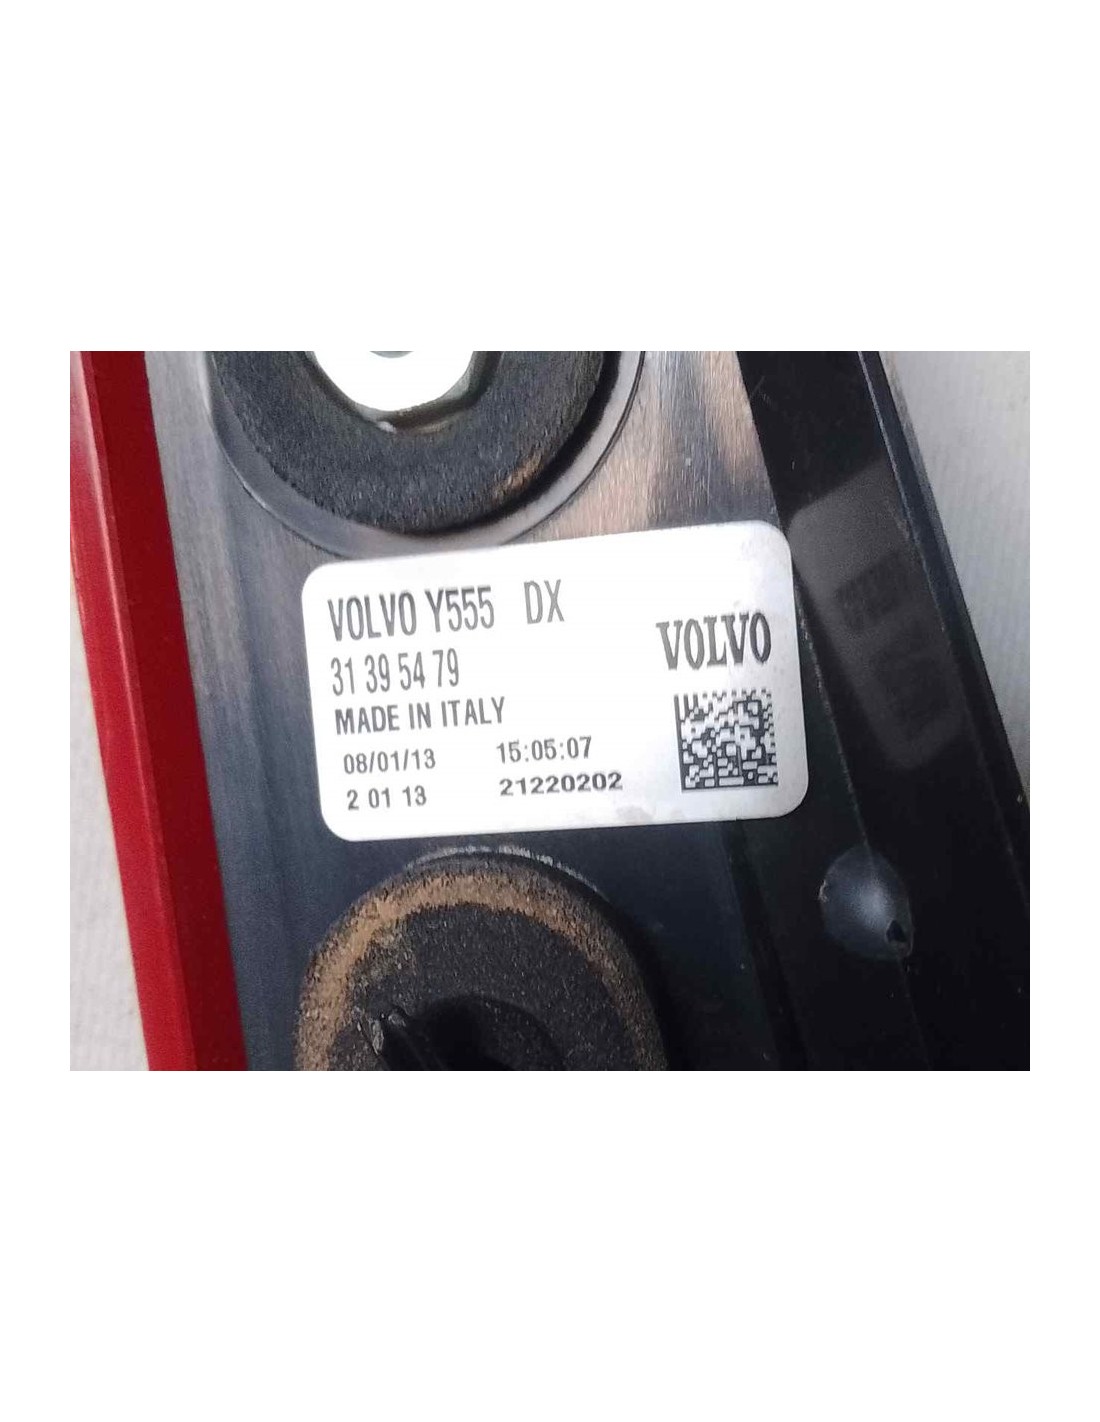 VOLVO Y555 DX
31 39 54 79
MADE IN ITALY
08/01/13 15:05:07
2 01 13 21220202
VOLVO